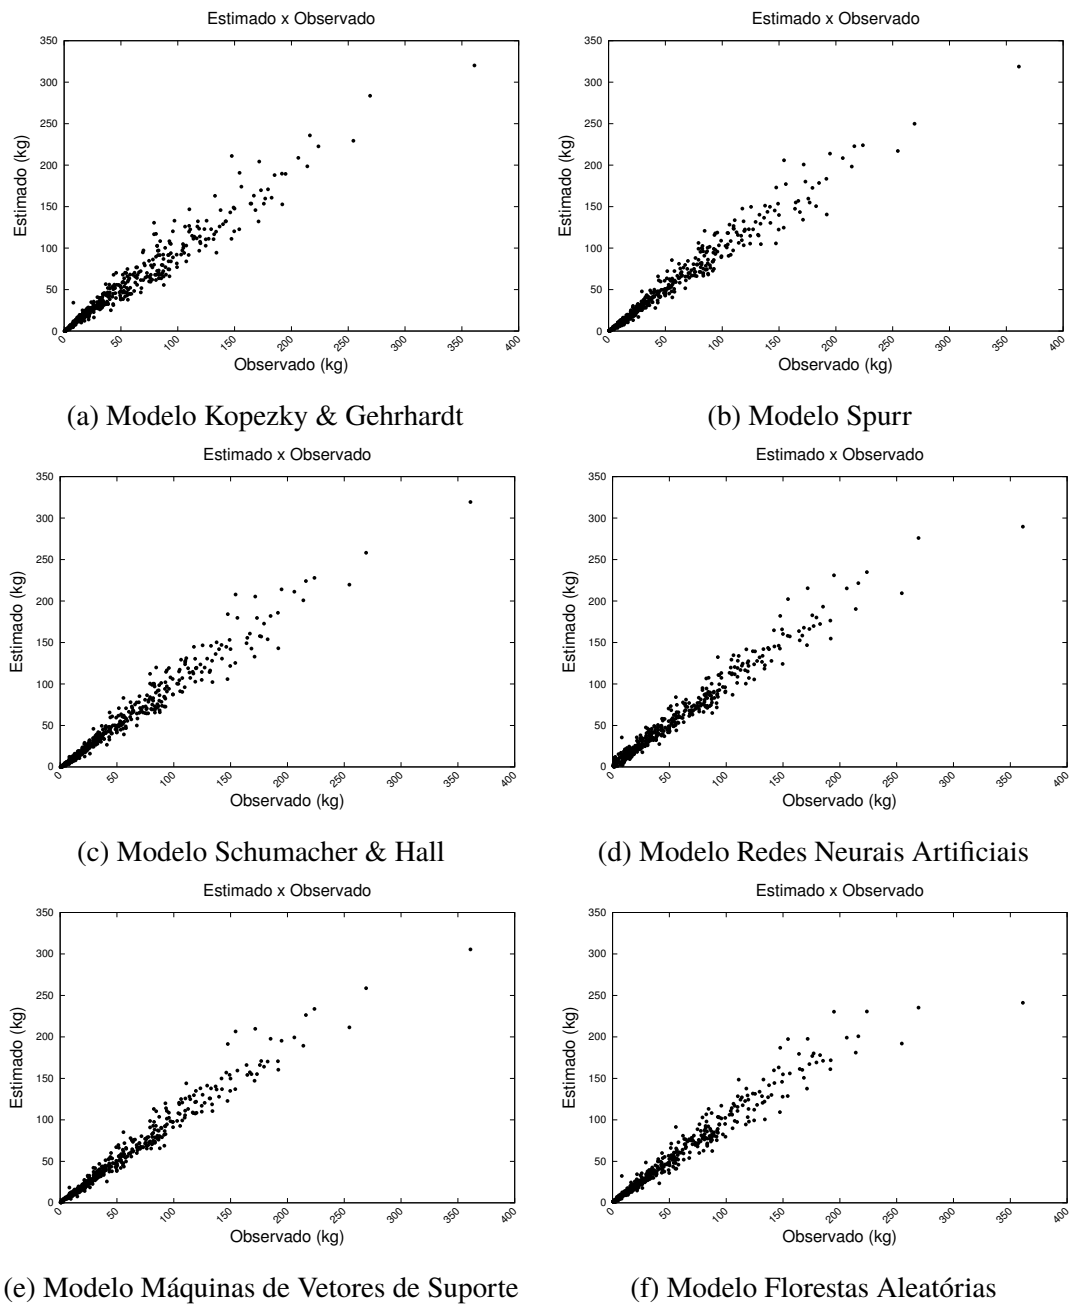 Estimado x Observado
Estimado (kg)
350
300
250
200
150
100
50
0
0 50 100 150 200 250 300 350 400
Observado (kg)
(a) Modelo Kopezky & Gehrhardt
Estimado x Observado
Estimado (kg)
350
300
250
200
150
100
50
0
0 50 100 150 200 250 300 350 400
Observado (kg)
(b) Modelo Spurr
Estimado x Observado
Estimado (kg)
350
300
250
200
150
100
50
0
0 50 100 150 200 250 300 350 400
Observado (kg)
(c) Modelo Schumacher & Hall
Estimado x Observado
Estimado (kg)
350
300
250
200
150
100
50
0
0 50 100 150 200 250 300 350 400
Observado (kg)
(d) Modelo Redes Neurais Artificiais
Estimado x Observado
Estimado (kg)
350
300
250
200
150
100
50
0
0 50 100 150 200 250 300 350 400
Observado (kg)
(e) Modelo Máquinas de Vetores de Suporte
Estimado x Observado
Estimado (kg)
350
300
250
200
150
100
50
0
0 50 100 150 200 250 300 350 400
Observado (kg)
(f) Modelo Florestas Aleatórias